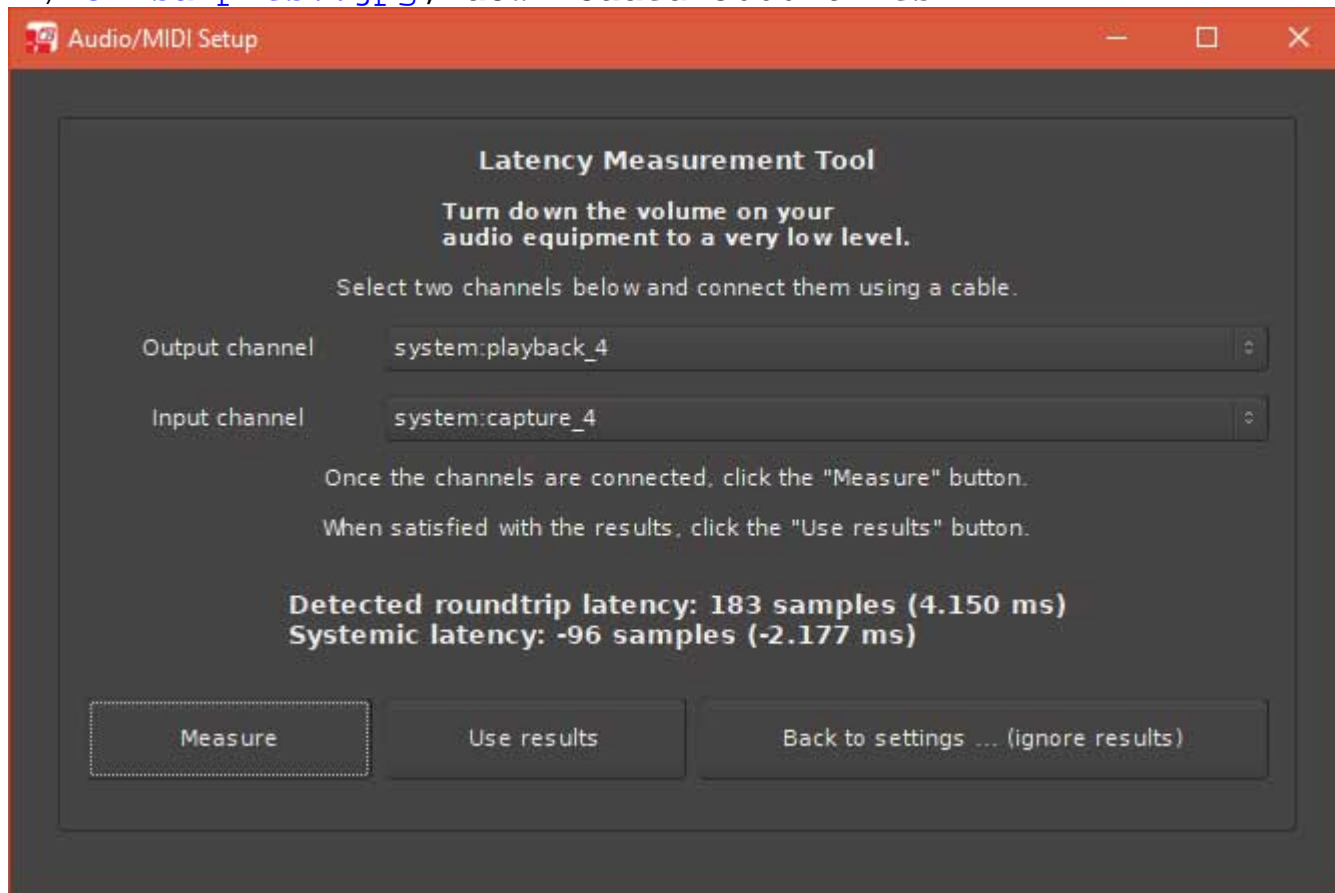 Audio/MIDI Setup
Latency Measurement Tool
Turn down the volume on your
audio equipment to a very low level.
Select two channels below and connect them using a cable.
Output channel system:playback_4
Input channel system:capture_4
Once the channels are connected, click the "Measure" button.
When satisfied with the results, click the "Use results" button.
Detected roundtrip latency: 183 samples (4.150 ms)
Systemic latency: -96 samples (-2.177 ms)
Measure Use results Back to settings ... (ignore results)